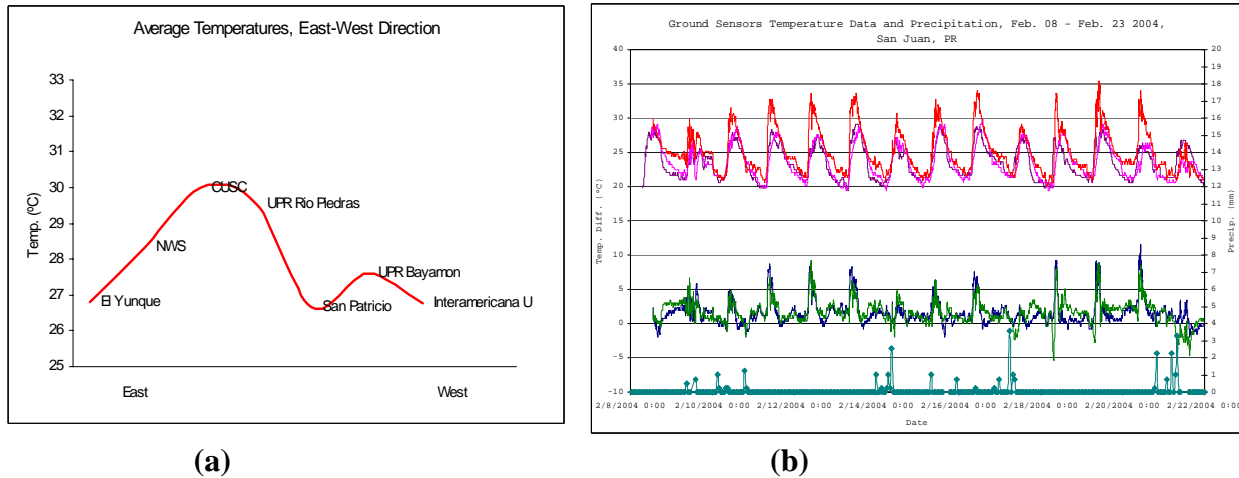 Average Temperatures, East-West Direction
33
32
31
30
29
28
27
26
25
Temp. (ºC)
CUSC
UPR Rio Piedras
NWS
UPR Bayamon
El Yunque
San Patricio
Interamericana U
East
West
(a)
Ground Sensors Temperature Data and Precipitation, Feb. 08 - Feb. 23 2004,
San Juan, PR
40
35
30
25
20
15
10
5
0
-5
-10
Temp. Diff. (ºC)
20
19
18
17
16
15
14
13
12
11
10
9
8
7
6
5
4
3
2
1
0
Precip. (mm)
2/8/2004 0:00 2/10/2004 0:00 2/12/2004 0:00 2/14/2004 0:00 2/16/2004 0:00 2/18/2004 0:00 2/20/2004 0:00 2/22/2004 0:00
Date
(b)